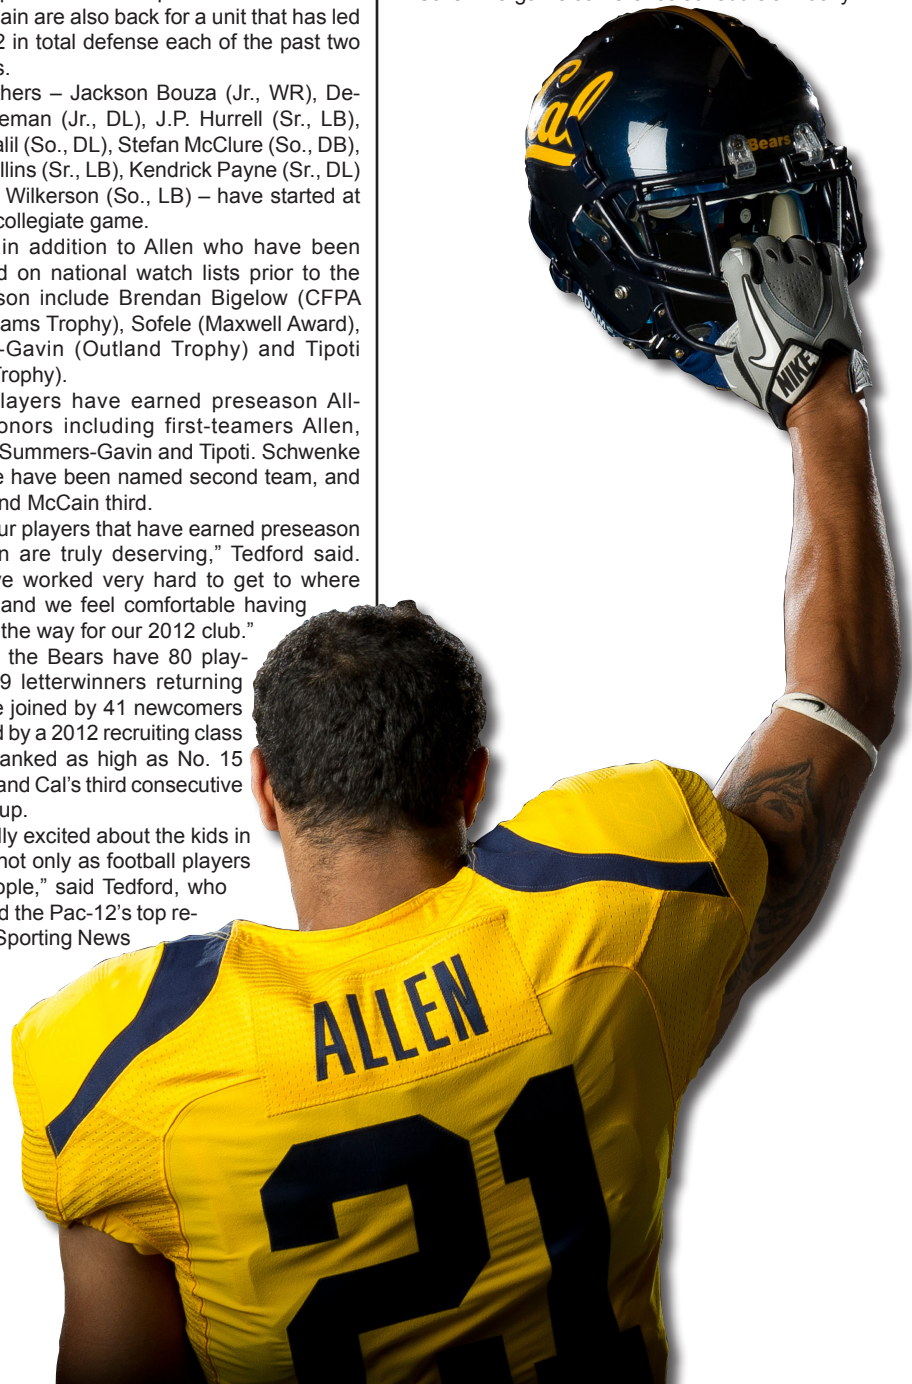 ain are also back for a unit that has led
2 in total defense each of the past two
s.
hers – Jackson Bouza (Jr., WR), De-
eman (Jr., DL), J.P. Hurrell (Sr., LB),
alil (So., DL), Stefan McClure (So., DB),
llins (Sr., LB), Kendrick Payne (Sr., DL)
Wilkerson (So., LB) – have started at
collegiate game.
in addition to Allen who have been
d on national watch lists prior to the
son include Brendan Bigelow (CFPA
ams Trophy), Sofele (Maxwell Award),
-Gavin (Outland Trophy) and Tipoti
Trophy).
layers have earned preseason All-
onors including first-teamers Allen,
Summers-Gavin and Tipoti. Schwenke
e have been named second team, and
nd McCain third.
ur players that have earned preseason
n are truly deserving,” Tedford said.
ve worked very hard to get to where
and we feel comfortable having
the way for our 2012 club.”
the Bears have 80 play-
9 letterwinners returning
e joined by 41 newcomers
d by a 2012 recruiting class
anked as high as No. 15
and Cal’s third consecutive
up.
lly excited about the kids in
not only as football players
ople,” said Tedford, who
d the Pac-12’s top re-
Sporting News
Cal
Bears
ADAMS
NIKE
ALLEN
21